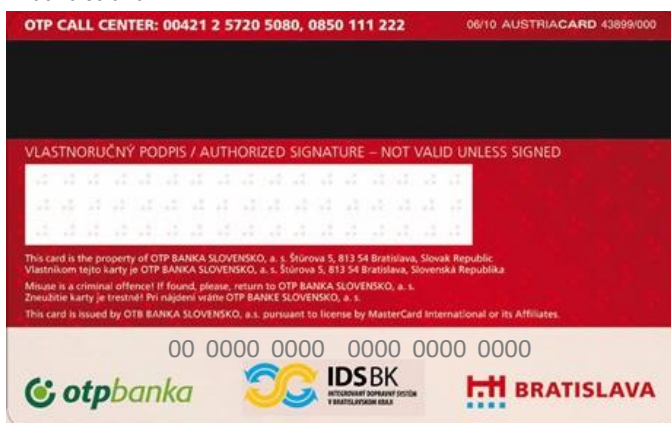 OTP CALL CENTER: 00421 2 5720 5080, 0850 111 222 06/10 AUSTRIACARD 43899/000
VLASTNORUČNÝ PODPIS / AUTHORIZED SIGNATURE – NOT VALID UNLESS SIGNED
This card is the property of OTP BANKA SLOVENSKO, a. s. Štúrova 5, 813 54 Bratislava, Slovak Republic
Vlastníkom tejto karty je OTP BANKA SLOVENSKO, a. s. Štúrova 5, 813 54 Bratislava, Slovenská Republika
Misuse is a criminal offence! If found, please, return to OTP BANKA SLOVENSKO, a. s.
Zneužitie karty je trestné! Pri nájdení vráťte OTP BANKE SLOVENSKO, a. s.
This card is issued by OTB BANKA SLOVENSKO, a.s. pursuant to license by MasterCard International or its Affiliates.
00 0000 0000 0000 0000 0000
otpbanka
IDSBK
INTEGROVANÝ DOPRAVNÝ SYSTÉM
V BRATISLAVSKOM KRAJI
BRATISLAVA